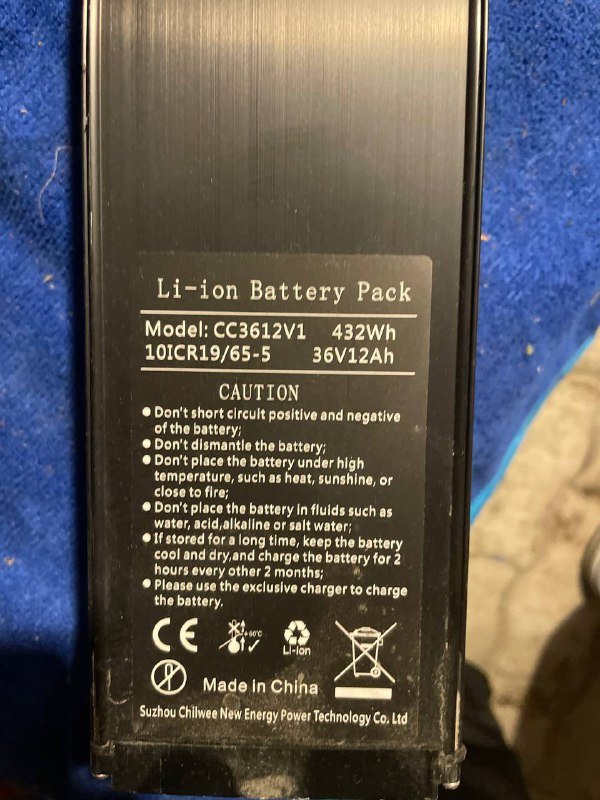 Li-ion Battery Pack
Model: CC3612V1 432Wh
10ICR19/65-5 36V12Ah
CAUTION
● Don't short circuit positive and negative
of the battery;
● Don't dismantle the battery;
● Don't place the battery under high
temperature, such as heat, sunshine, or
close to fire;
● Don't place the battery in fluids such as
water, acid,alkaline or salt water;
● If stored for a long time, keep the battery
cool and dry,and charge the battery for 2
hours every other 2 months;
● Please use the exclusive charger to charge
the battery.
CE
+60°C
Li-ion
Made in China
Suzhou Chilwee New Energy Power Technology Co. Ltd